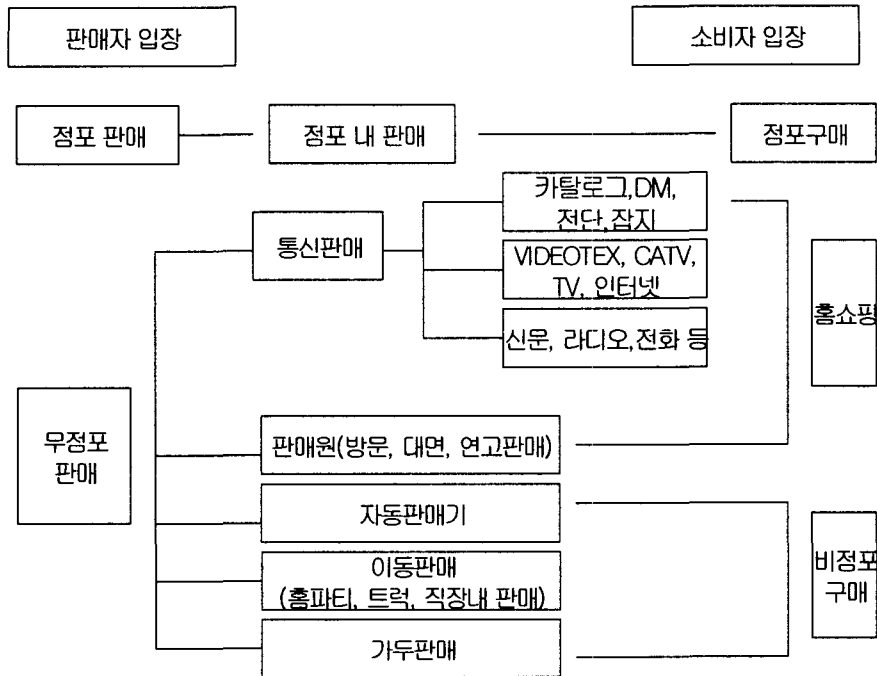 판매자 입장
소비자 입장
점포 판매
점포 내 판매
점포구매
카탈로그,DM,
전단,잡지
통신판매
VIDEOTEX, CATV,
TV, 인터넷
홈쇼핑
신문, 라디오,전화 등
무점포
판매
판매원(방문, 대면, 연고판매)
자동판매기
이동판매
(홈파티, 트럭, 직장내 판매)
비점포
구매
가두판매